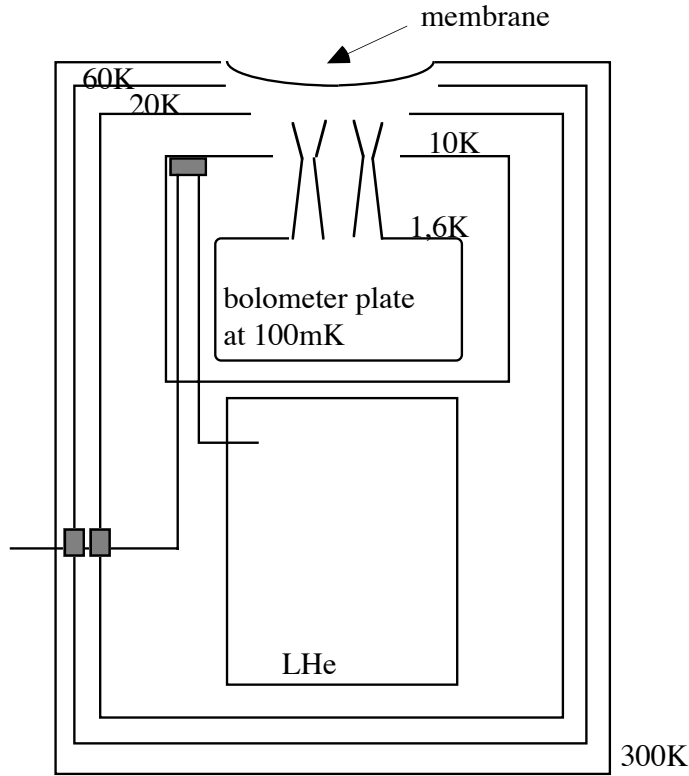 membrane
60K
20K
10K
1,6K
bolometer plate
at 100mK
LHe
300K